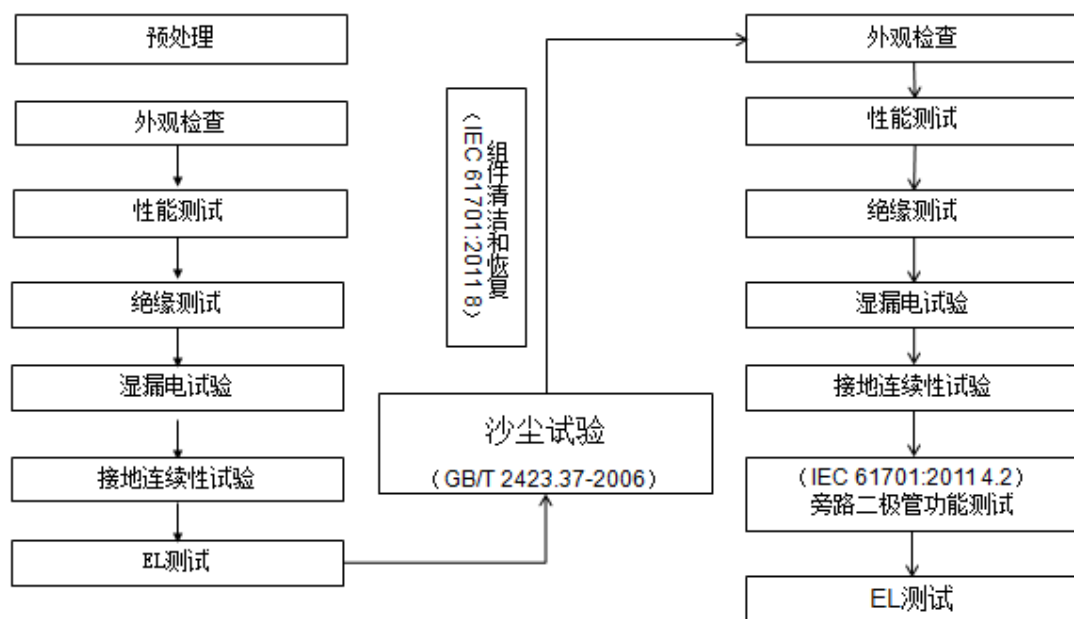 预处理
外观检查
性能测试
绝缘测试
湿漏电试验
接地连续性试验
EL测试
沙尘试验
（GB/T 2423.37-2006）
组件清洁和恢复
（IEC 61701:2011 8）
外观检查
性能测试
绝缘测试
湿漏电试验
接地连续性试验
（IEC 61701:2011 4.2）
旁路二极管功能测试
EL测试